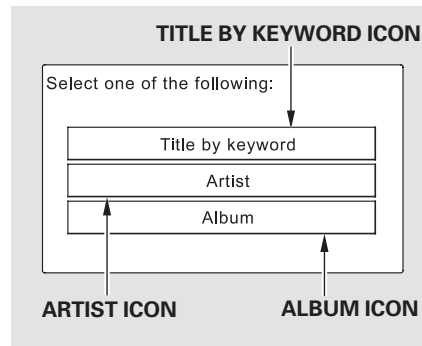 TITLE BY KEYWORD ICON
Select one of the following:
Title by keyword
Artist
Album
ARTIST ICON
ALBUM ICON